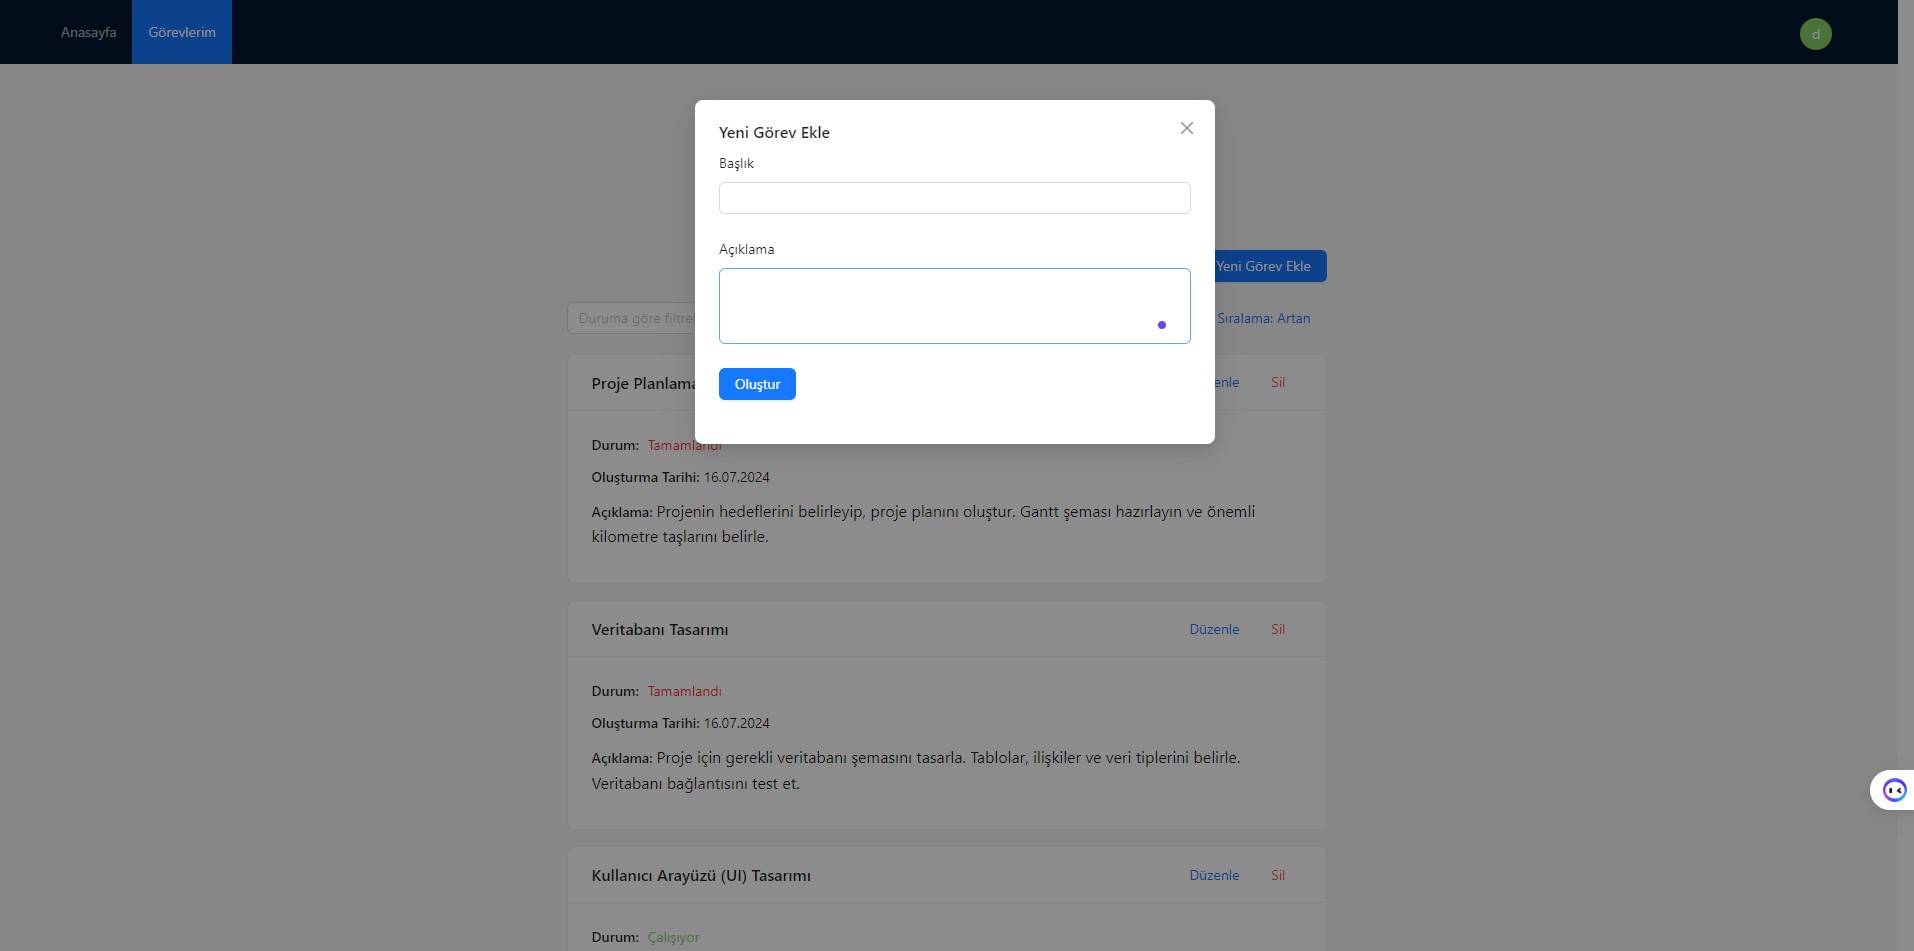 Anasayfa
Görevlerim
d
Yeni Görev Ekle
Başlık
Açıklama
Oluştur
Yeni Görev Ekle
Duruma göre
Sıralama: Artan
Proje Planlama
Sil
Durum: Tamamlandı
Oluşturma Tarihi: 16.07.2024
Açıklama: Projenin hedeflerini belirleyip, proje planını oluştur. Gantt şeması hazırlayın ve önemli
kilometre taşlarını belirle.
Veritabanı Tasarımı
Düzenle
Sil
Durum: Tamamlandı
Oluşturma Tarihi: 16.07.2024
Açıklama: Proje için gerekli veritabanı şemasını tasarla. Tablolar, ilişkiler ve veri tiplerini belirle.
Veritabanı bağlantısını test et.
Kullanıcı Arayüzü (UI) Tasarımı
Düzenle
Sil
Durum: Çalışıyor